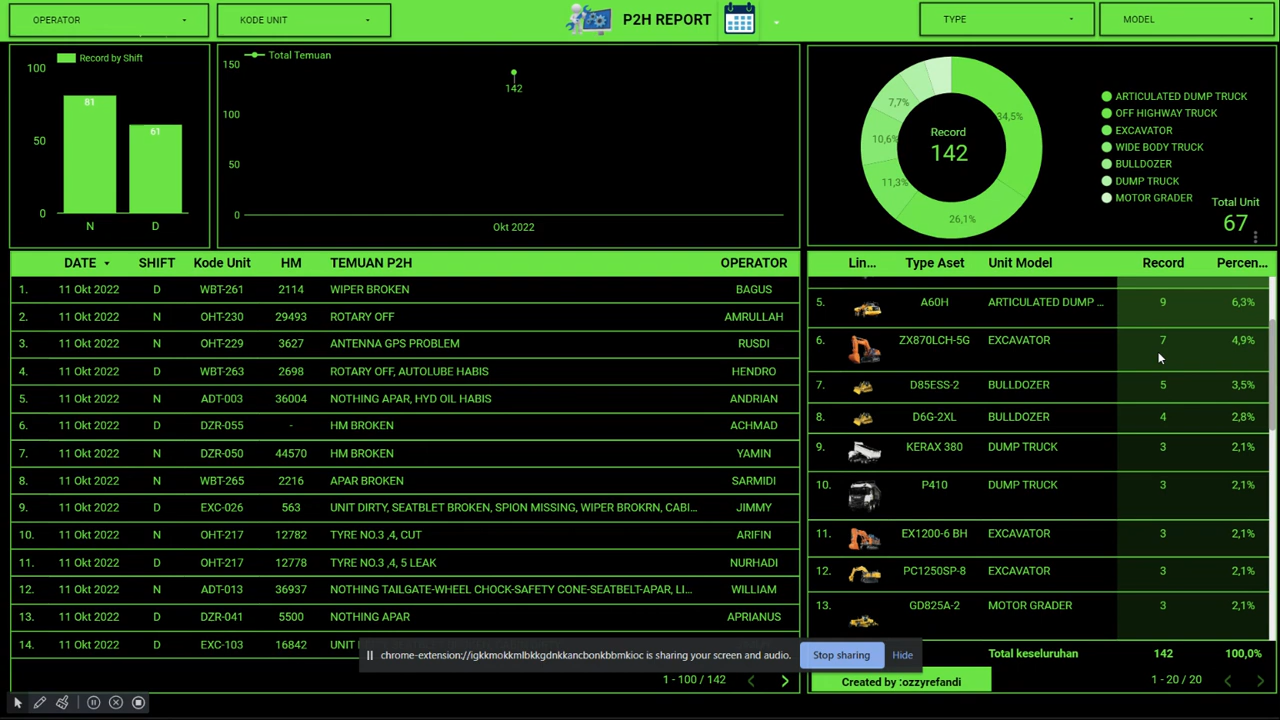 OPERATOR
KODE UNIT
P2H REPORT
TYPE
MODEL
Record by Shift
100
50
0
81
61
N
D
Total Temuan
150
100
50
0
142
Okt 2022
Record
142
34,5%
26,1%
11,3%
10,6%
7,7%
ARTICULATED DUMP TRUCK
OFF HIGHWAY TRUCK
EXCAVATOR
WIDE BODY TRUCK
BULLDOZER
DUMP TRUCK
MOTOR GRADER
Total Unit
67
DATE SHIFT Kode Unit HM TEMUAN P2H OPERATOR
1. 11 Okt 2022 D WBT-261 2114 WIPER BROKEN BAGUS
2. 11 Okt 2022 N OHT-230 29493 ROTARY OFF AMRULLAH
3. 11 Okt 2022 N OHT-229 3627 ANTENNA GPS PROBLEM RUSDI
4. 11 Okt 2022 D WBT-263 2698 ROTARY OFF, AUTOLUBE HABIS HENDRO
5. 11 Okt 2022 N ADT-003 36004 NOTHING APAR, HYD OIL HABIS ANDRIAN
6. 11 Okt 2022 D DZR-055 - HM BROKEN ACHMAD
7. 11 Okt 2022 N DZR-050 44570 HM BROKEN YAMIN
8. 11 Okt 2022 N WBT-265 2216 APAR BROKEN SARMIDI
9. 11 Okt 2022 D EXC-026 563 UNIT DIRTY, SEATBLET BROKEN, SPION MISSING, WIPER BROKRN, CABI... JIMMY
10. 11 Okt 2022 N OHT-217 12782 TYRE NO.3 ,4, CUT ARIFIN
11. 11 Okt 2022 D OHT-217 12778 TYRE NO.3 ,4, 5 LEAK NURHADI
12. 11 Okt 2022 N ADT-013 36937 NOTHING TAILGATE-WHEEL CHOCK-SAFETY CONE-SEATBELT-APAR, LI... WILLIAM
13. 11 Okt 2022 D DZR-041 5500 NOTHING APAR APRIANUS
14. 11 Okt 2022 D EXC-103 16842 UNIT
1 - 100 / 142
Lin... Type Aset Unit Model Record Percen...
5. A60H ARTICULATED DUMP ... 9 6,3%
6. ZX870LCH-5G EXCAVATOR 7 4,9%
7. D85ESS-2 BULLDOZER 5 3,5%
8. D6G-2XL BULLDOZER 4 2,8%
9. KERAX 380 DUMP TRUCK 3 2,1%
10. P410 DUMP TRUCK 3 2,1%
11. EX1200-6 BH EXCAVATOR 3 2,1%
12. PC1250SP-8 EXCAVATOR 3 2,1%
13. GD825A-2 MOTOR GRADER 3 2,1%
Total keseluruhan 142 100,0%
Created by :ozzyrefandi
1 - 20 / 20
chrome-extension://igkkmokkmlbkkgdnkkancbonkbbmkioc is sharing your screen and audio.
Stop sharing
Hide